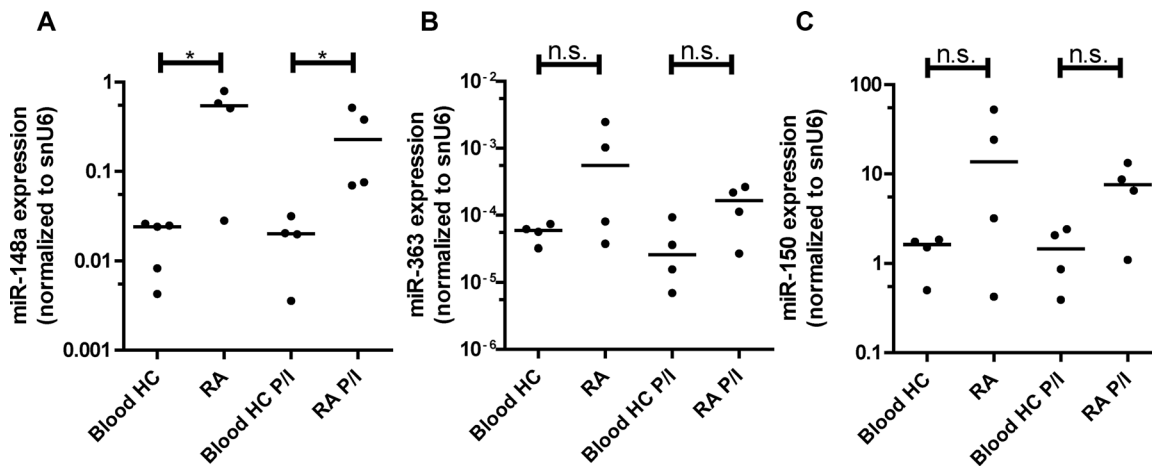 A
miR-148a expression
(normalized to snU6)
* *
1
0.1
0.01
0.001
Blood HC
RA
Blood HC P/I
RA P/I
B
miR-363 expression
(normalized to snU6)
n.s. n.s.
10-2
10-3
10-4
10-5
10-6
Blood HC
RA
Blood HC P/I
RA P/I
C
miR-150 expression
(normalized to snU6)
n.s. n.s.
100
10
1
0.1
Blood HC
RA
Blood HC P/I
RA P/I